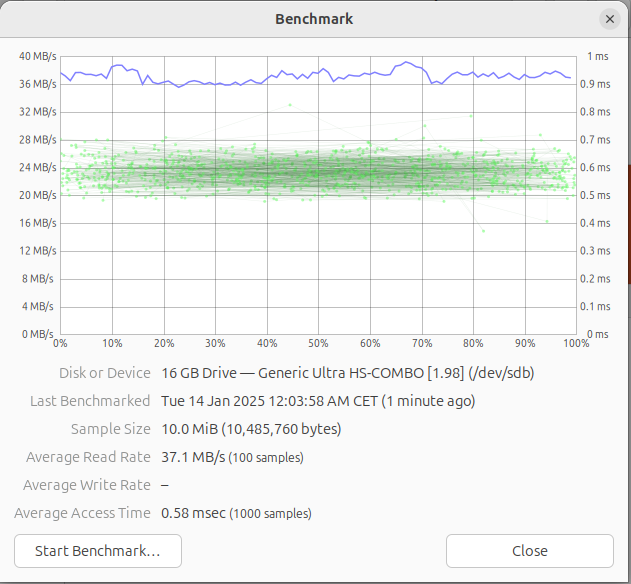 Benchmark
40 MB/s
36 MB/s
32 MB/s
28 MB/s
24 MB/s
20 MB/s
16 MB/s
12 MB/s
8 MB/s
4 MB/s
0 MB/s
1 ms
0.9 ms
0.8 ms
0.7 ms
0.6 ms
0.5 ms
0.4 ms
0.3 ms
0.2 ms
0.1 ms
0 ms
0% 10% 20% 30% 40% 50% 60% 70% 80% 90% 100%
Disk or Device 16 GB Drive — Generic Ultra HS-COMBO [1.98] (/dev/sdb)
Last Benchmarked Tue 14 Jan 2025 12:03:58 AM CET (1 minute ago)
Sample Size 10.0 MiB (10,485,760 bytes)
Average Read Rate 37.1 MB/s (100 samples)
Average Write Rate –
Average Access Time 0.58 msec (1000 samples)
Start Benchmark… Close